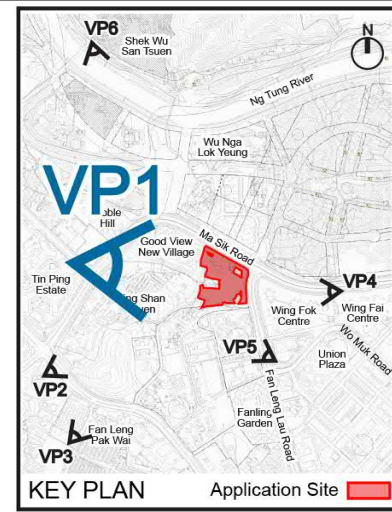 VP6
Shek Wu
San Tsuen
N
Ng Tung River
Wu Nga
Lok Yeung
VP1
Hill
Good View
New Village
Ma Sik Road
Tin Ping
Estate
VP4
Wing Fok
Centre
Wing Fai
Centre
Wo Muk Road
VP5
Union
Plaza
VP2
Fan Leng Lau Road
Fanling
Garden
Fan Leng
Pak Wai
VP3
KEY PLAN
Application Site